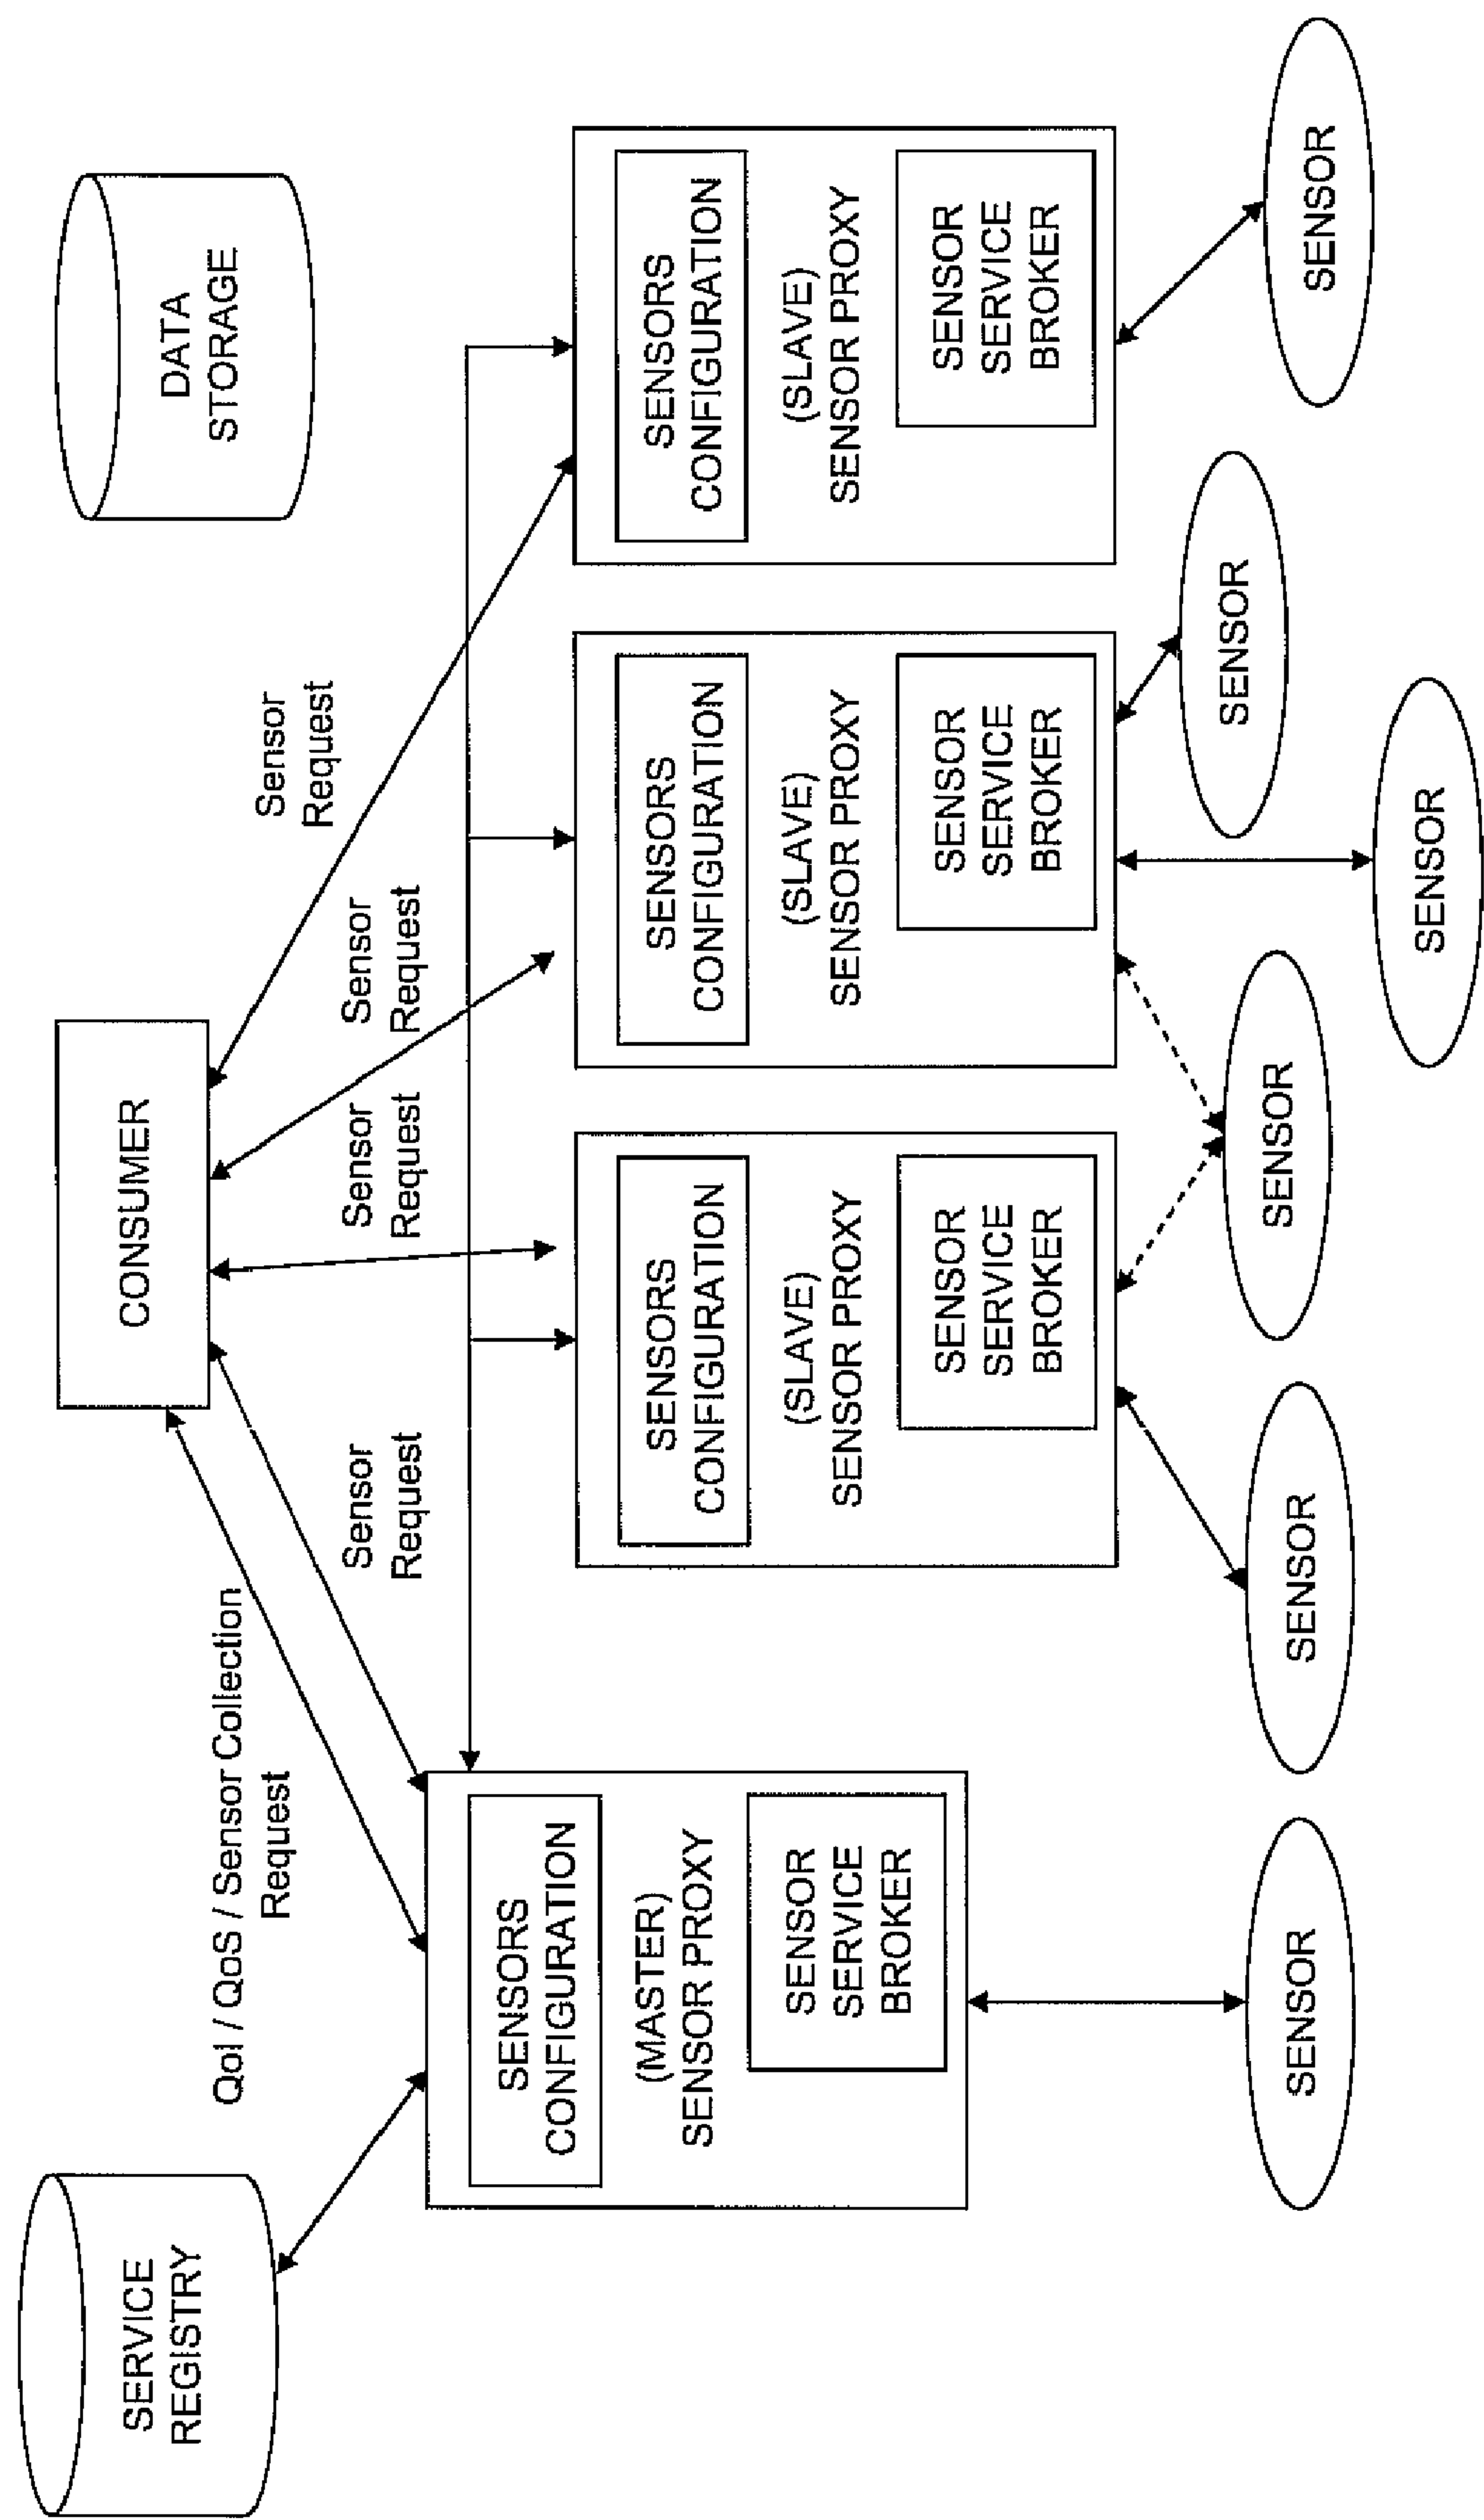 SERVICE
REGISTRY
CONSUMER
DATA
STORAGE
QoI / QoS / Sensor Collection
Request
Sensor
Request
Sensor
Request
Sensor
Request
Sensor
Request
SENSORS
CONFIGURATION
(MASTER)
SENSOR PROXY
SENSOR
SERVICE
BROKER
SENSORS
CONFIGURATION
(SLAVE)
SENSOR PROXY
SENSOR
SERVICE
BROKER
SENSORS
CONFIGURATION
(SLAVE)
SENSOR PROXY
SENSOR
SERVICE
BROKER
SENSORS
CONFIGURATION
(SLAVE)
SENSOR PROXY
SENSOR
SERVICE
BROKER
SENSOR
SENSOR
SENSOR
SENSOR
SENSOR
SENSOR